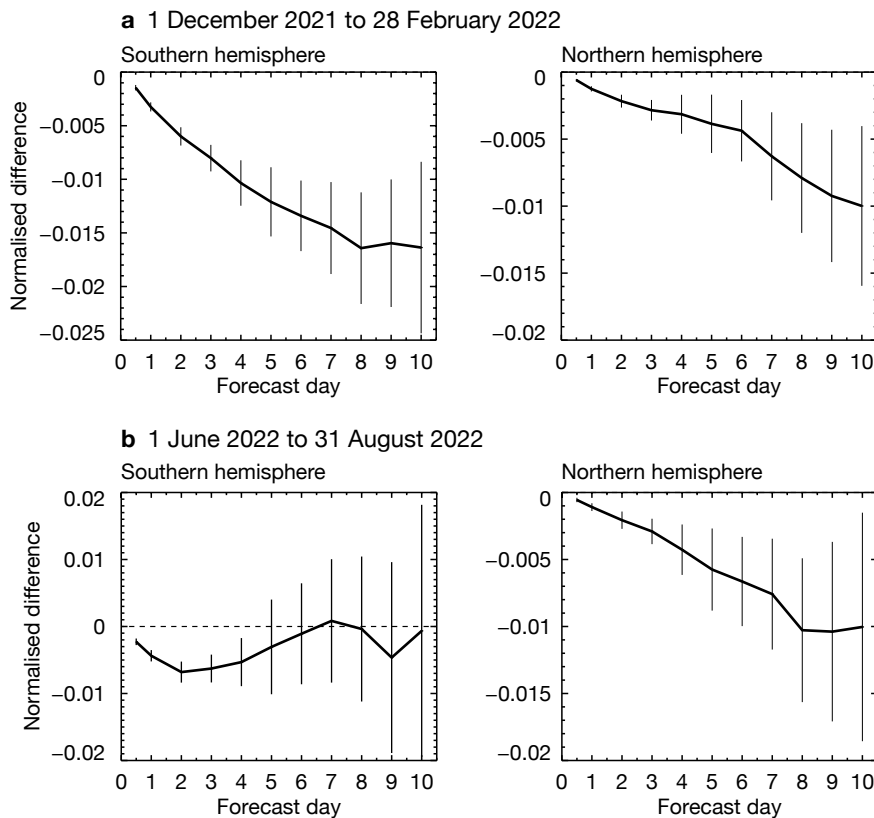 a 1 December 2021 to 28 February 2022
Southern hemisphere
Normalised difference
0
−0.005
−0.01
−0.015
−0.02
−0.025
0 1 2 3 4 5 6 7 8 9 10
Forecast day
Northern hemisphere
0
−0.005
−0.01
−0.015
−0.02
0 1 2 3 4 5 6 7 8 9 10
Forecast day
b 1 June 2022 to 31 August 2022
Southern hemisphere
Normalised difference
0.02
0.01
0
−0.01
−0.02
0 1 2 3 4 5 6 7 8 9 10
Forecast day
Northern hemisphere
0
−0.005
−0.01
−0.015
−0.02
0 1 2 3 4 5 6 7 8 9 10
Forecast day